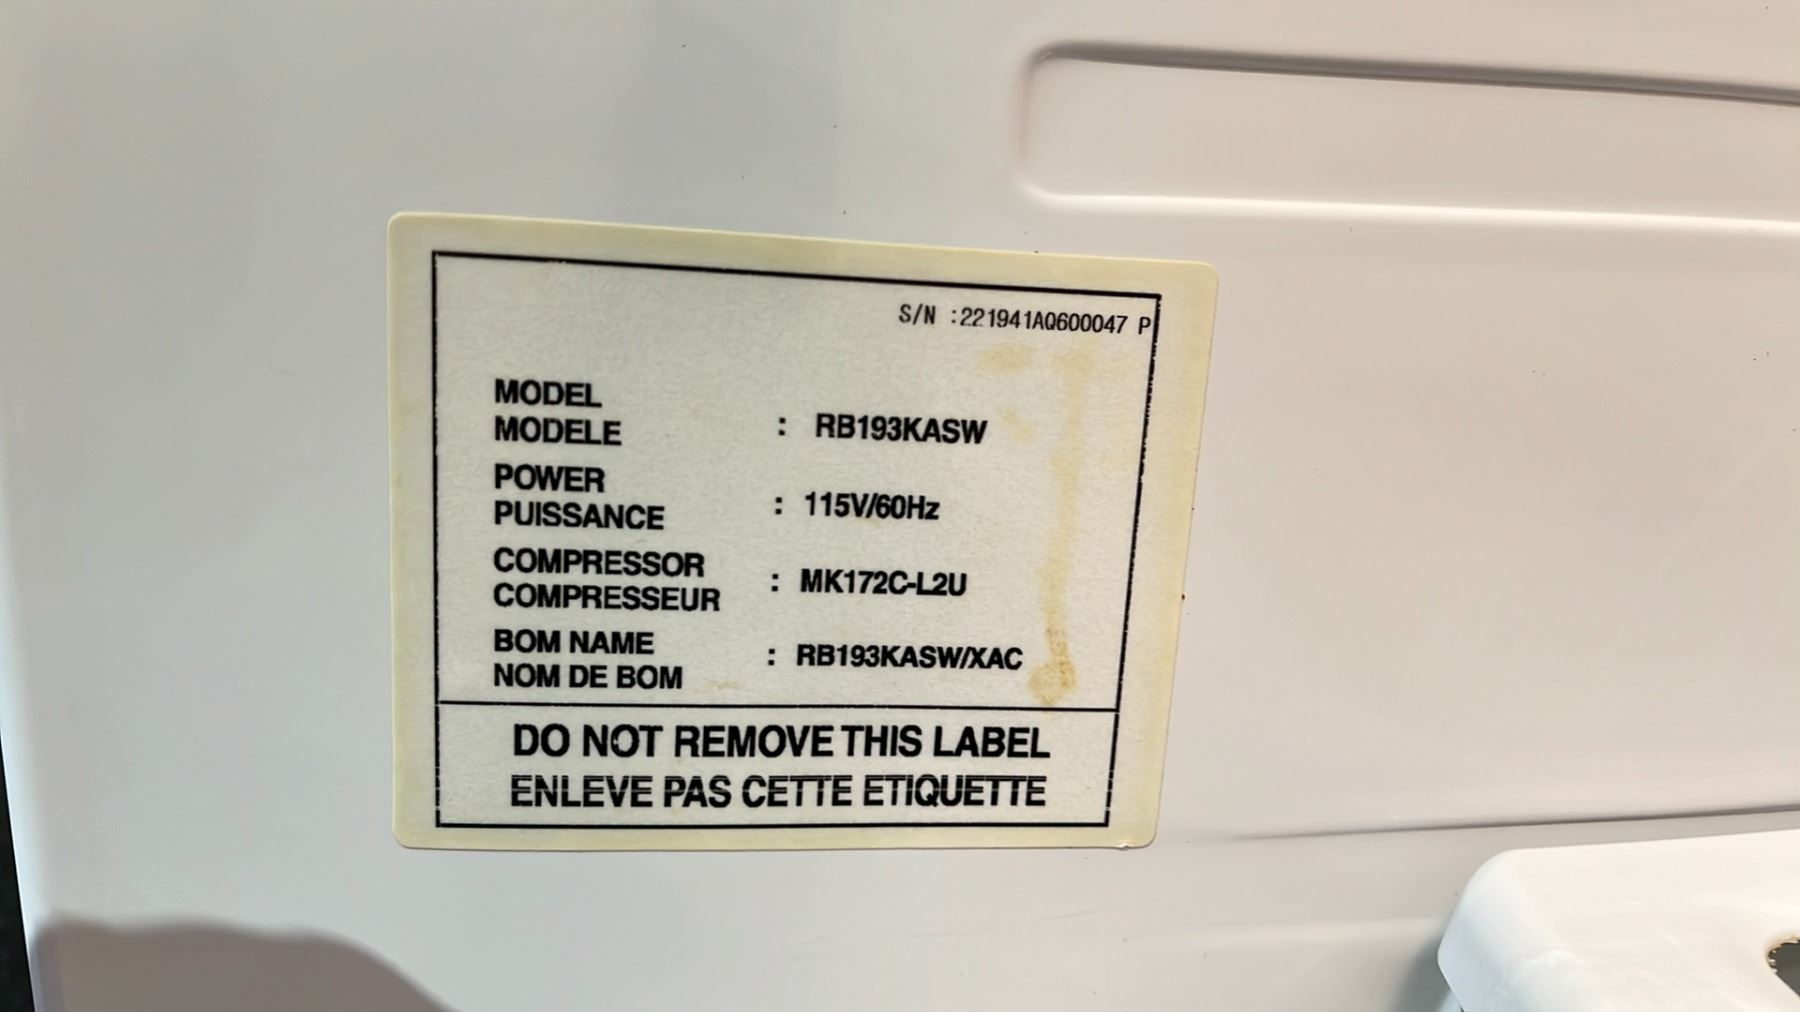 S/N :221941AQ600047 P
MODEL
MODELE : RB193KASW
POWER
PUISSANCE : 115V/60Hz
COMPRESSOR
COMPRESSEUR : MK172C-L2U
BOM NAME
NOM DE BOM : RB193KASW/XAC
DO NOT REMOVE THIS LABEL
ENLEVE PAS CETTE ETIQUETTE